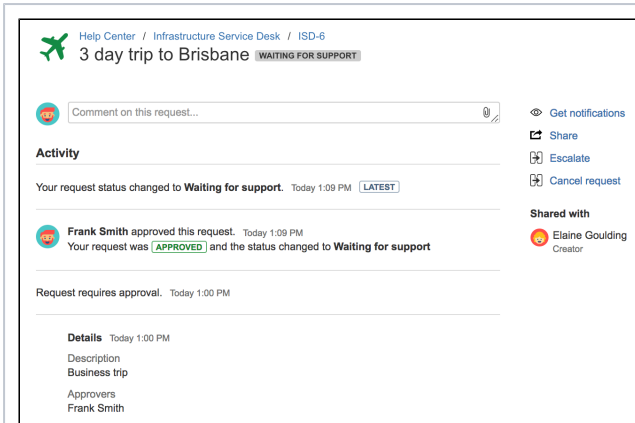 Help Center / Infrastructure Service Desk / ISD-6
3 day trip to Brisbane WAITING FOR SUPPORT
Comment on this request...
Activity
Your request status changed to Waiting for support. Today 1:09 PM LATEST
Frank Smith approved this request. Today 1:09 PM
Your request was APPROVED and the status changed to Waiting for support
Request requires approval. Today 1:00 PM
Details Today 1:00 PM
Description
Business trip
Approvers
Frank Smith
Get notifications
Share
Escalate
Cancel request
Shared with
Elaine Goulding
Creator